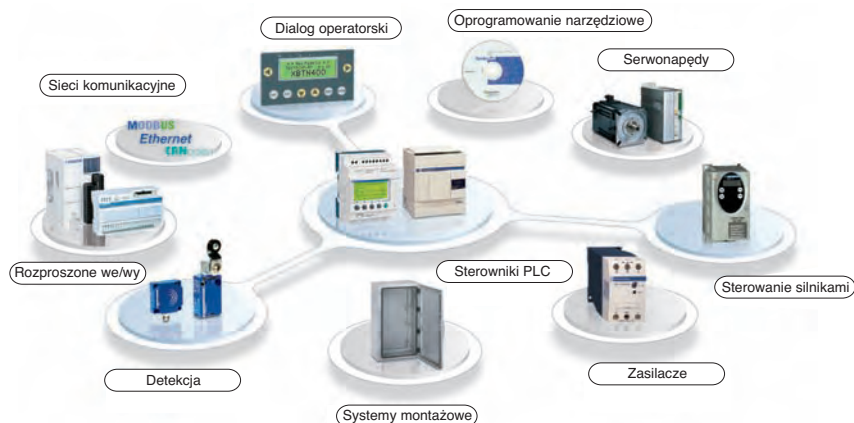 Dialog operatorski
Oprogramowanie narzędziowe
Serwonapędy
Sieci komunikacyjne
XBTN400
MODBUS
Ethernet
CANopen
Rozproszone we/wy
Sterowniki PLC
Sterowanie silnikami
Detekcja
Zasilacze
Systemy montażowe